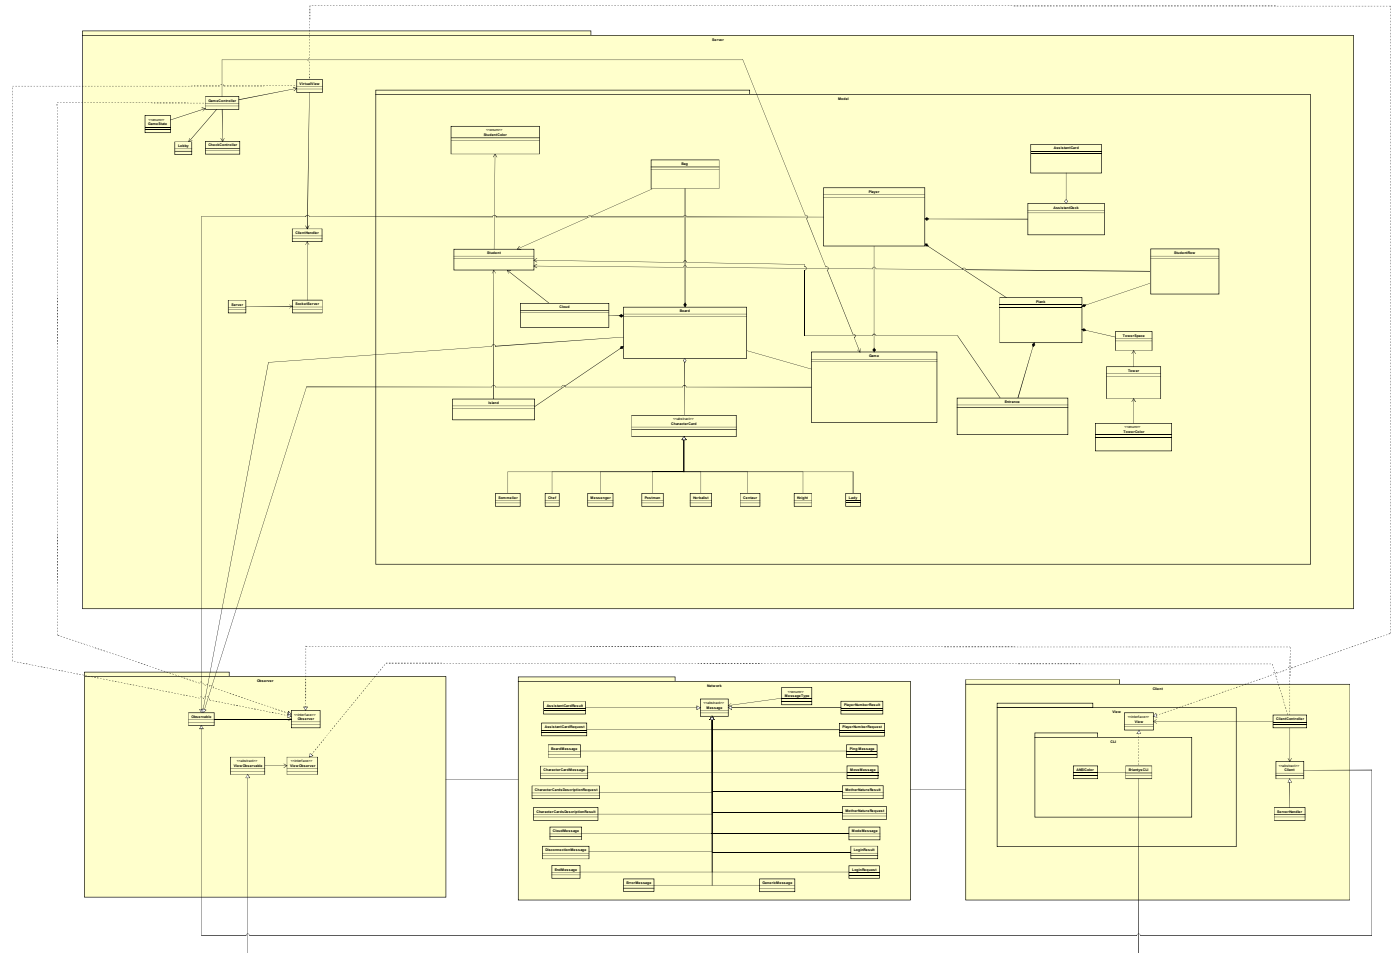 Server
VirtualView
GameController
<<enum>>
GameState
Lobby
CheckController
ClientHandler
Server
SocketServer
Model
<<enum>>
StudentColor
Bag
Player
AssistantCard
AssistantDeck
Student
StudentRow
Cloud
Board
Plank
Game
TowerSpace
Tower
<<enum>>
TowerColor
Island
Entrance
<<abstract>>
CharacterCard
Sommelier
Chef
Messenger
Postman
Herbalist
Centaur
Knight
Lady
Observer
Observable
<<interface>>
Observer
<<interface>>
ViewObservable
<<interface>>
ViewObserver
Network
<<abstract>>
Message
<<enum>>
MessageType
AssistantCardResult
PlayerNumberResult
AssistantCardRequest
PlayerNumberRequest
BoardMessage
PingMessage
CharacterCardMessage
MoveMessage
CharacterCardsDescriptionRequest
MotherNatureResult
CharacterCardsDescriptionResult
MotherNatureRequest
CloudMessage
ModeMessage
DisconnectionMessage
LoginResult
EndMessage
LoginRequest
ErrorMessage
GenericMessage
Client
View
<<interface>>
View
ClientController
CLI
ANSIColor
EriantysCLI
<<abstract>>
Client
ServerHandler